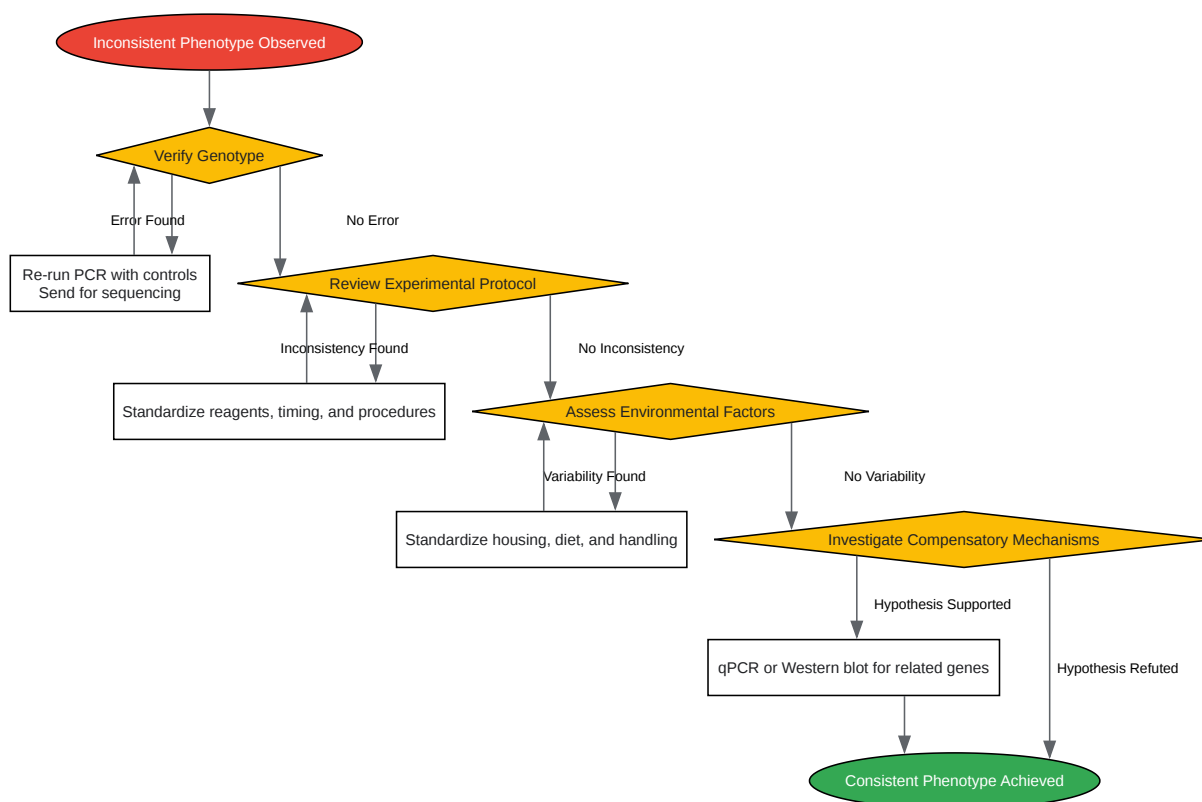 Inconsistent Phenotype Observed
Verify Genotype
Error Found
No Error
Re-run PCR with controls
Send for sequencing
Review Experimental Protocol
Inconsistency Found
No Inconsistency
Standardize reagents, timing, and procedures
Assess Environmental Factors
Variability Found
No Variability
Standardize housing, diet, and handling
Investigate Compensatory Mechanisms
Hypothesis Supported
qPCR or Western blot for related genes
Hypothesis Refuted
Consistent Phenotype Achieved